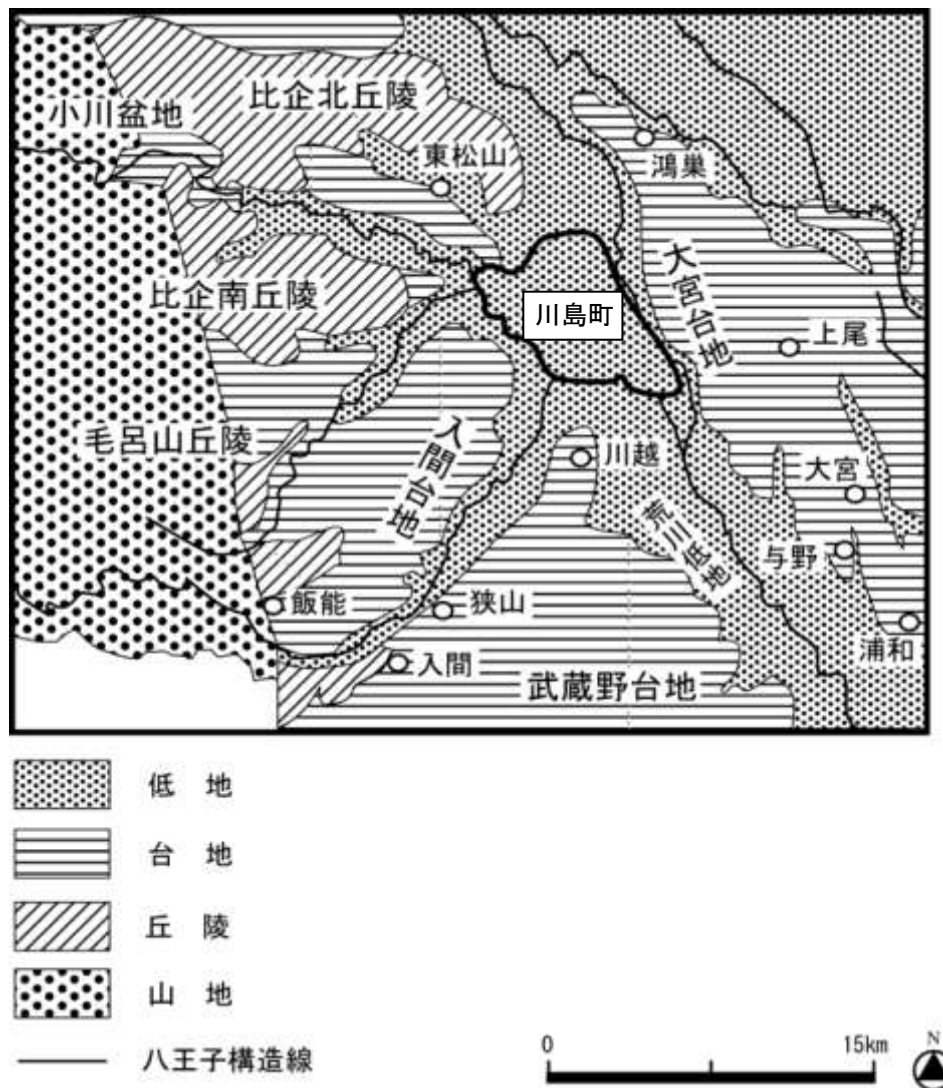 比企北丘陵
小川盆地
東松山
鴻巣
比企南丘陵
川島町
大宮台地
上尾
毛呂山丘陵
入間台地
川越
大宮
荒川低地
与野
飯能
狭山
浦和
入間
武蔵野台地
低 地
台 地
丘 陵
山 地
八王子構造線
0 15km
N